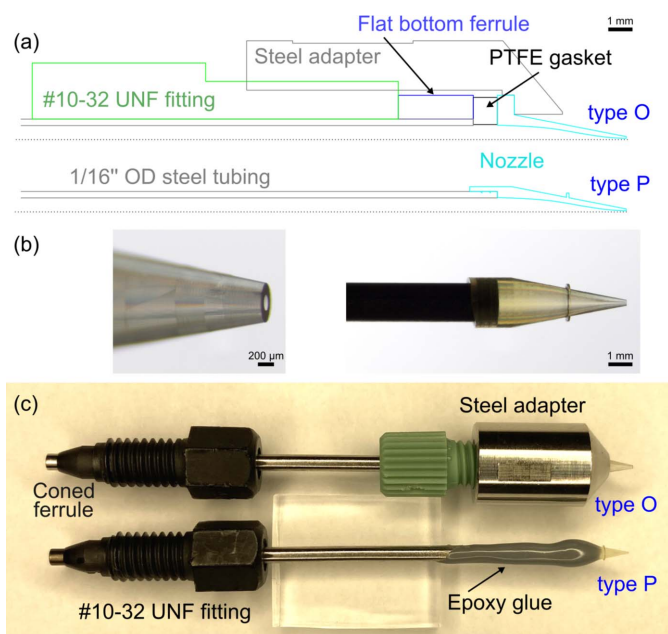 (a)
Flat bottom ferrule
1 mm
Steel adapter
PTFE gasket
#10-32 UNF fitting
type O
Nozzle
1/16" OD steel tubing
type P
(b)
200 µm
1 mm
(c)
Steel adapter
Coned
ferrule
type O
#10-32 UNF fitting
Epoxy glue
type P